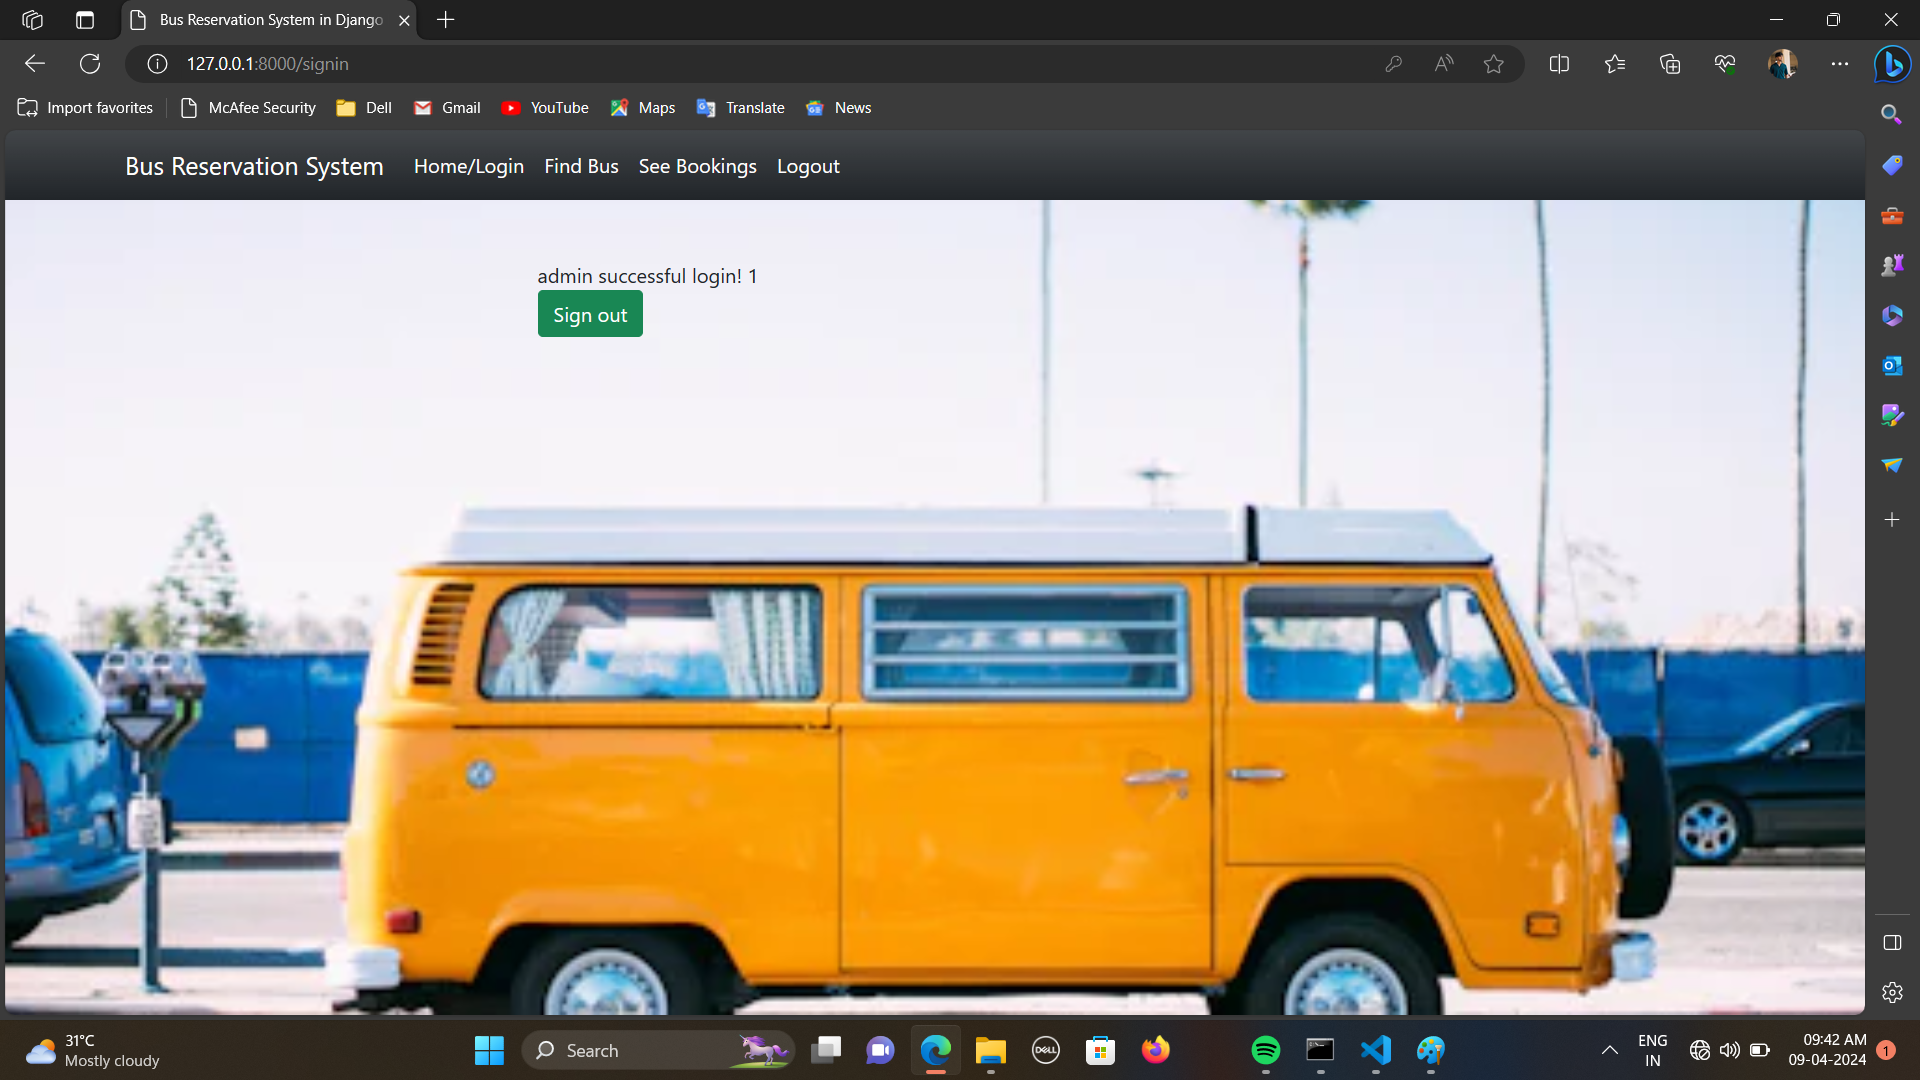 Bus Reservation System in Django
127.0.0.1:8000/signin
Import favorites
McAfee Security
Dell
Gmail
YouTube
Maps
Translate
News
Bus Reservation System
Home/Login
Find Bus
See Bookings
Logout
admin successful login! 1
Sign out
31°C
Mostly cloudy
Search
DELL
ENG
IN
09:42 AM
09-04-2024
1